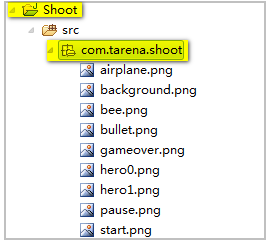 Shoot
src
com.tarena.shoot
airplane.png
background.png
bee.png
bullet.png
gameover.png
hero0.png
hero1.png
pause.png
start.png